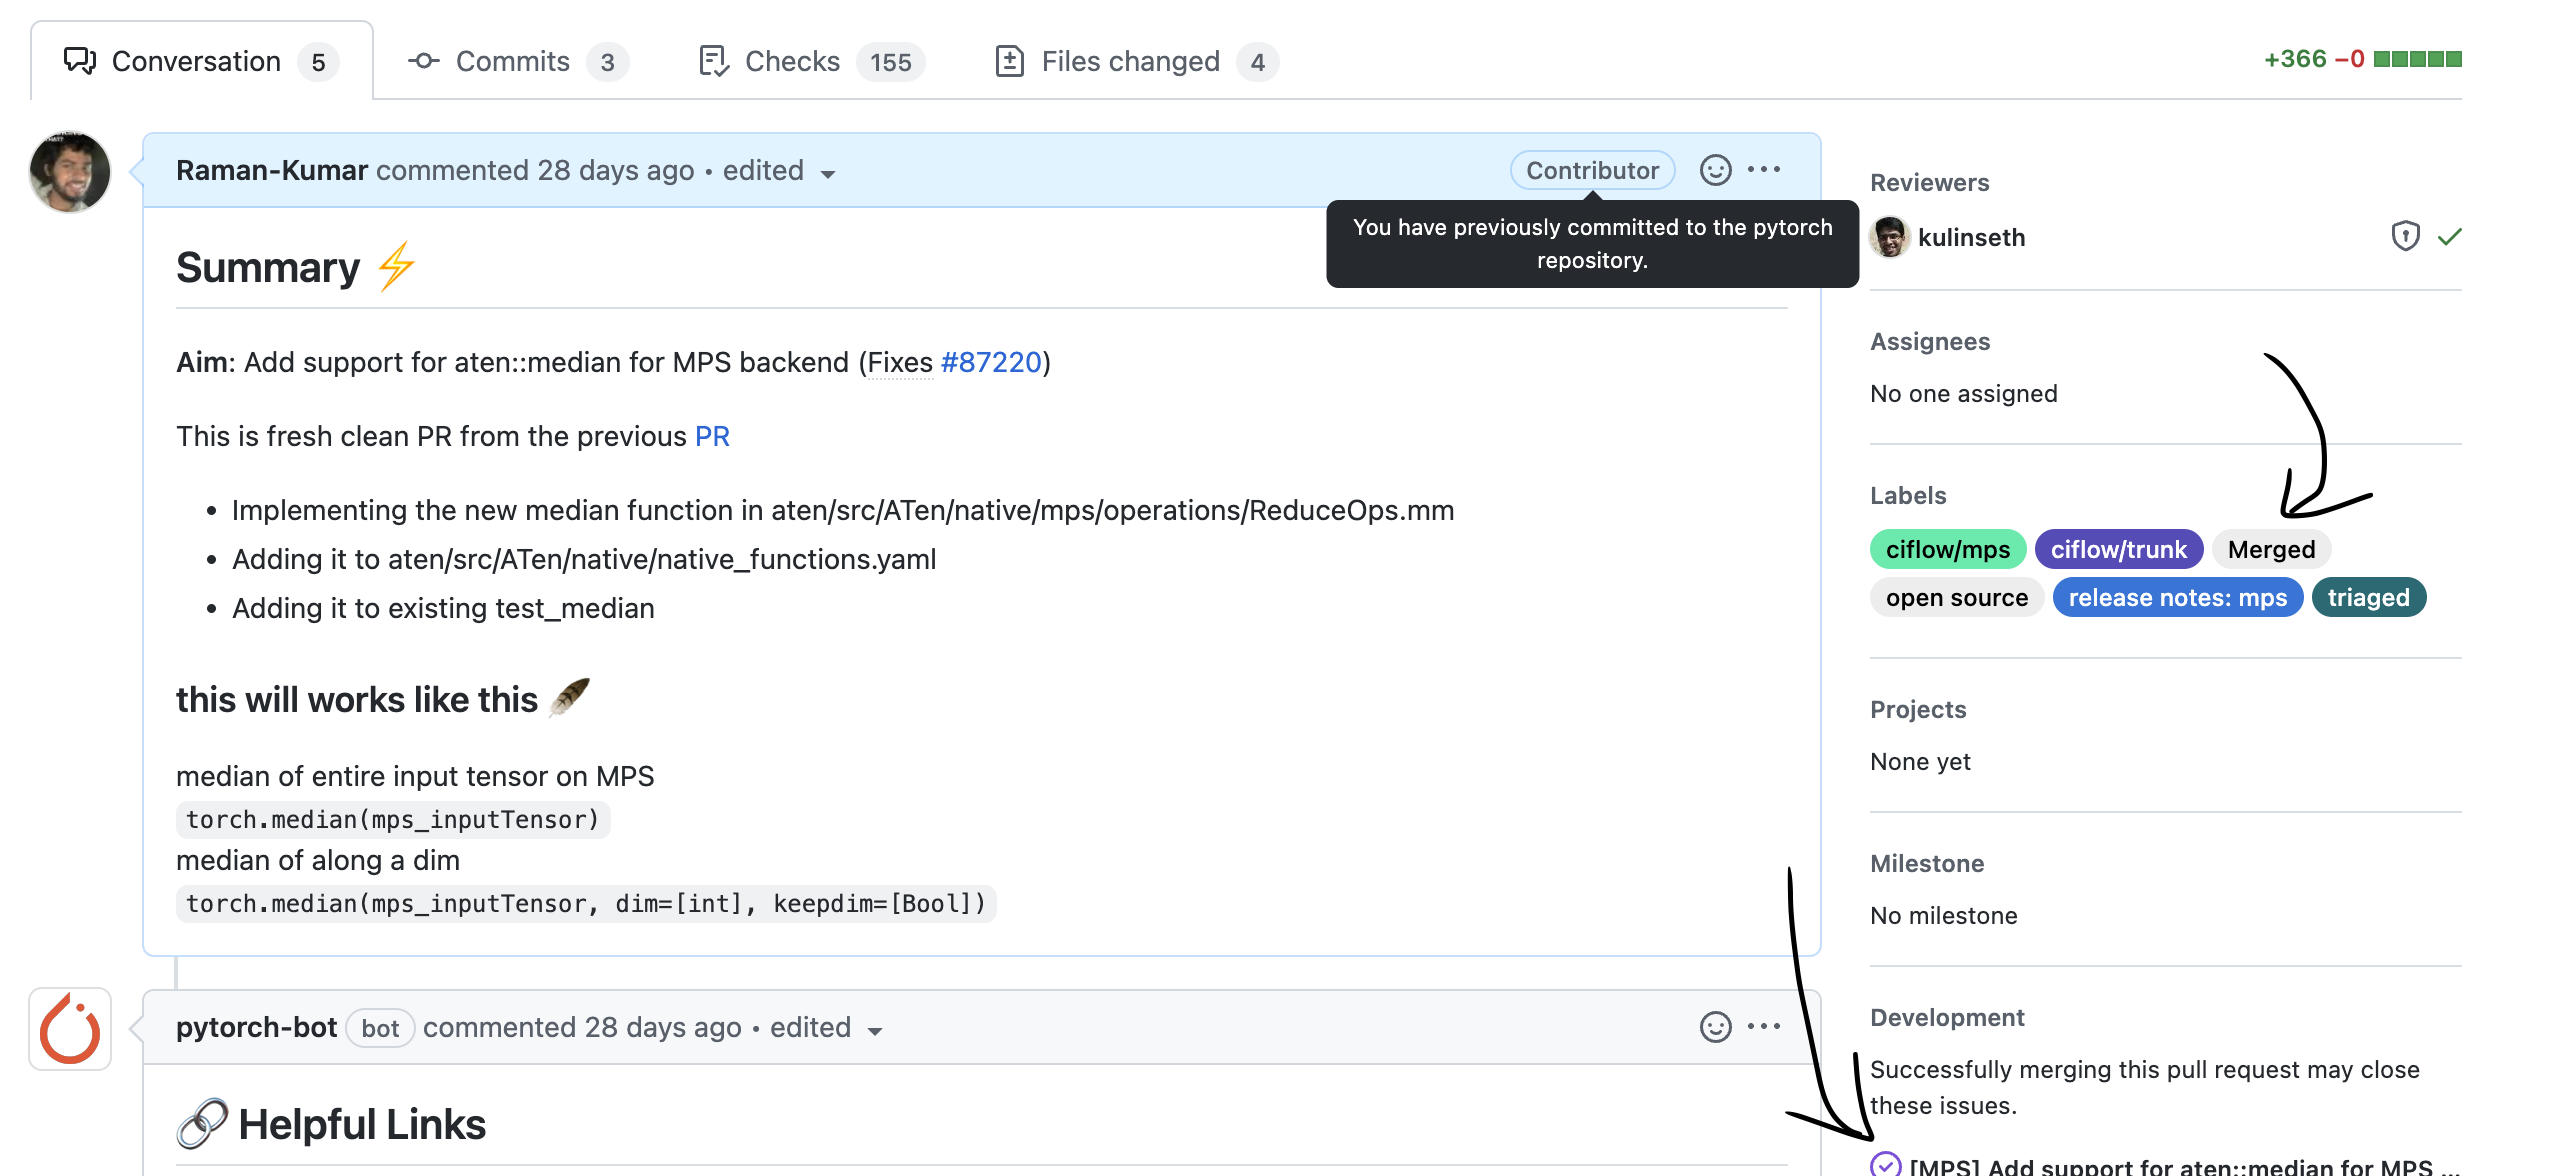 Conversation 5 Commits 3 Checks 155 Files changed 4 +366 −0
Raman-Kumar commented 28 days ago • edited Contributor
You have previously committed to the pytorch
repository.
Summary ⚡
Aim: Add support for aten::median for MPS backend (Fixes #87220)
This is fresh clean PR from the previous PR
• Implementing the new median function in aten/src/ATen/native/mps/operations/ReduceOps.mm
• Adding it to aten/src/ATen/native/native_functions.yaml
• Adding it to existing test_median
this will works like this 🪶
median of entire input tensor on MPS
torch.median(mps_inputTensor)
median of along a dim
torch.median(mps_inputTensor, dim=[int], keepdim=[Bool])
pytorch-bot bot commented 28 days ago • edited
🔗 Helpful Links
Reviewers
kulinseth
Assignees
No one assigned
Labels
ciflow/mps ciflow/trunk Merged
open source release notes: mps triaged
Projects
None yet
Milestone
No milestone
Development
Successfully merging this pull request may close
these issues.
[MPS] Add support for aten::median for MPS ...